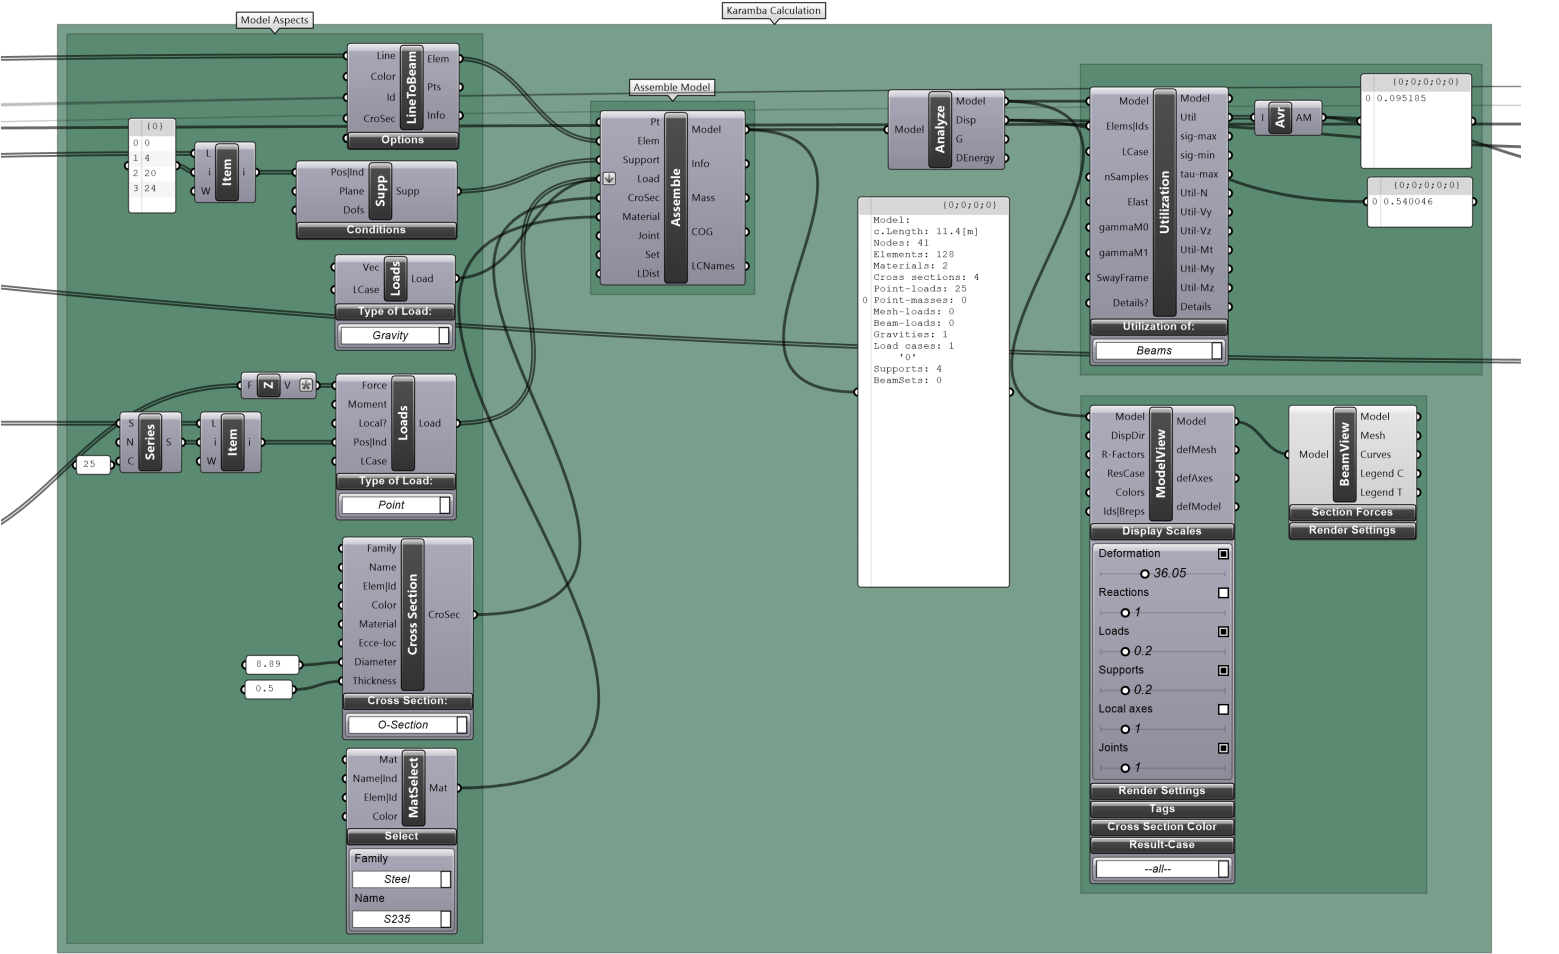 Karamba Calculation
Model Aspects
Line
Color
Id
CroSec
LineToBeam
Elem
Pts
Info
Options
{0}
0 0
1 4
2 20
3 24
L
i
W
Item
i
Pos|Ind
Plane
Dofs
Supp
Supp
Conditions
Vec
LCase
Loads
Load
Type of Load:
Gravity
F
Z
V
S
N
C
Series
S
25
L
i
W
Item
i
Force
Moment
Local?
Pos|Ind
LCase
Loads
Load
Type of Load:
Point
Family
Name
Elem|Id
Color
Material
Ecce-loc
Diameter
Thickness
Cross Section
CroSec
8.89
0.5
Cross Section:
O-Section
Mat
Name|Ind
Elem|Id
Color
MatSelect
Mat
Select
Family
Steel
Name
S235
Assemble Model
Pt
Elem
Support
Load
CroSec
Material
Joint
Set
LDist
Assemble
Model
Info
Mass
COG
LCNames
Model
Analyze
Model
Disp
G
DEnergy
{0;0;0;0}
0
Model:
c.Length: 11.4[m]
Nodes: 41
Elements: 128
Materials: 2
Cross sections: 4
Point-loads: 25
Point-masses: 0
Mesh-loads: 0
Beam-loads: 0
Gravities: 1
Load cases: 1
'0'
Supports: 4
BeamSets: 0
Model
Elems|Ids
LCase
nSamples
Elast
gammaM0
gammaM1
SwayFrame
Details?
Utilization
Model
Util
sig-max
sig-min
tau-max
Util-N
Util-Vy
Util-Vz
Util-Mt
Util-My
Util-Mz
Details
Utilization of:
Beams
I
Avr
AM
{0;0;0;0;0}
0 0.095185
{0;0;0;0;0}
0 0.540046
Model
DispDir
R-Factors
ResCase
Colors
Ids|Breps
ModelView
Model
defMesh
defAxes
defModel
Display Scales
Deformation
36.05
Reactions
1
Loads
0.2
Supports
0.2
Local axes
1
Joints
1
Render Settings
Tags
Cross Section Color
Result-Case
--all--
Model
BeamView
Model
Mesh
Curves
Legend C
Legend T
Section Forces
Render Settings